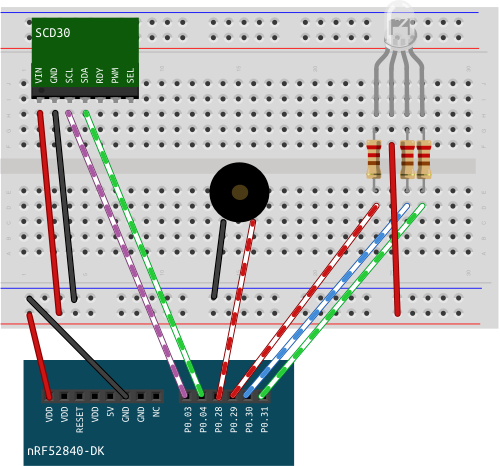 SCD30
VIN
GND
SCL
SDA
RDY
PWM
SEL
VDD
VDD
RESET
VDD
5V
GND
GND
NC
P0.03
P0.04
P0.28
P0.29
P0.30
P0.31
nRF52840-DK